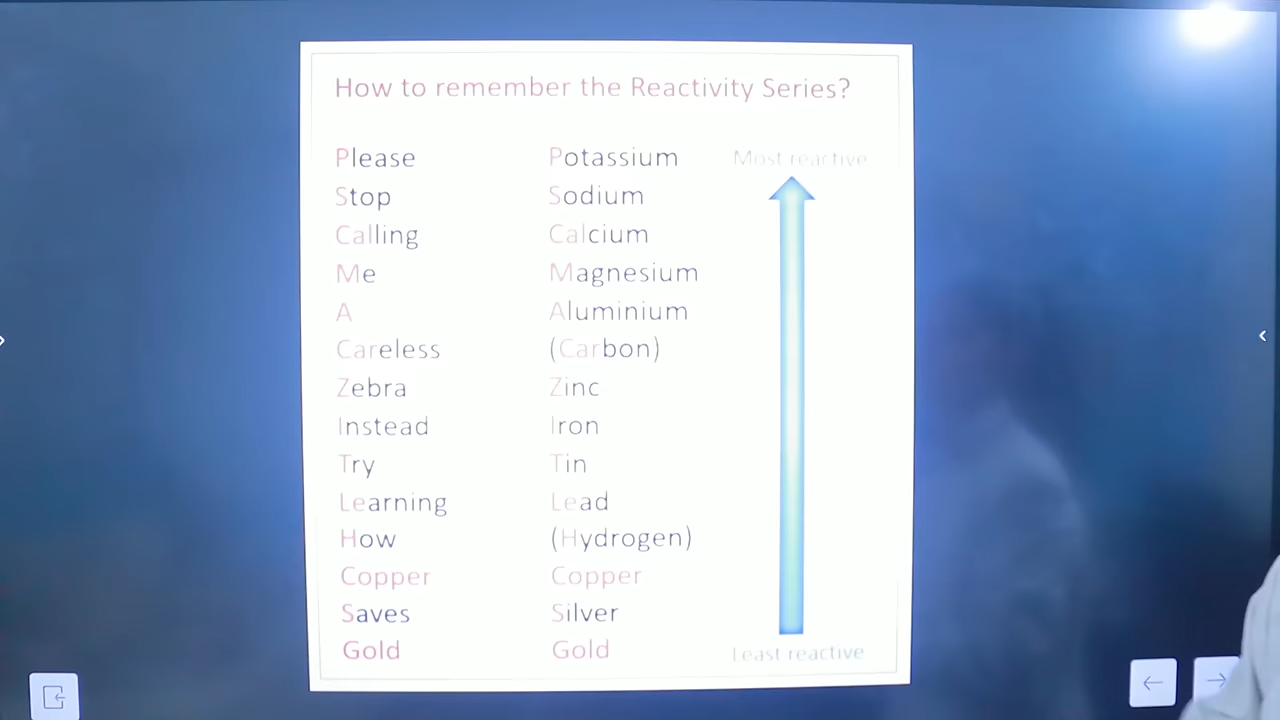 How to remember the Reactivity Series?
Please Potassium Most reactive
Stop Sodium
Calling Calcium
Me Magnesium
A Aluminium
Careless (Carbon)
Zebra Zinc
Instead Iron
Try Tin
Learning Lead
How (Hydrogen)
Copper Copper
Saves Silver
Gold Gold Least reactive